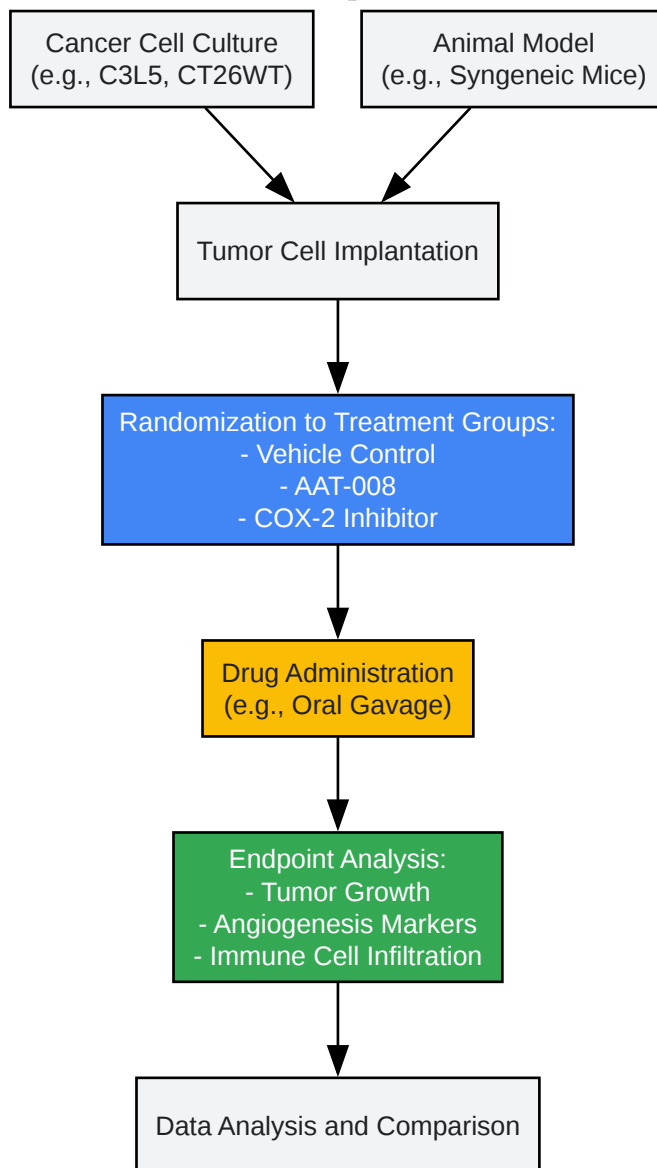 Cancer Cell Culture
(e.g., C3L5, CT26WT)
Animal Model
(e.g., Syngeneic Mice)
Tumor Cell Implantation
Randomization to Treatment Groups:
- Vehicle Control
- AAT-008
- COX-2 Inhibitor
Drug Administration
(e.g., Oral Gavage)
Endpoint Analysis:
- Tumor Growth
- Angiogenesis Markers
- Immune Cell Infiltration
Data Analysis and Comparison